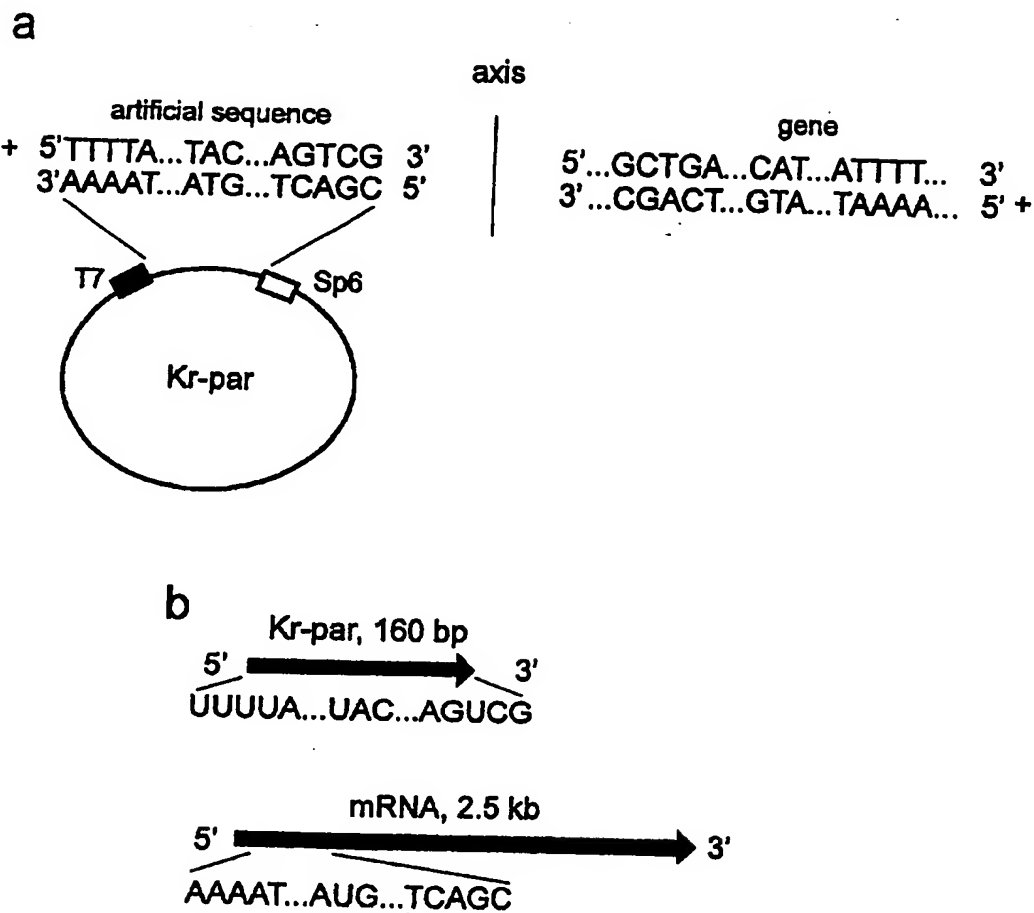 a
axis
artificial sequence
gene
+ 5'TTTTA...TAC...AGTCG 3'
3'AAAAT...ATG...TCAGC 5'
5'...GCTGA...CAT...ATTTT... 3'
3'...CGACT...GTA...TAAAA... 5' +
T7
Sp6
Kr-par
b
Kr-par, 160 bp
5' 3'
UUUUA...UAC...AGUCG
mRNA, 2.5 kb
5' 3'
AAAAT...AUG...TCAGC